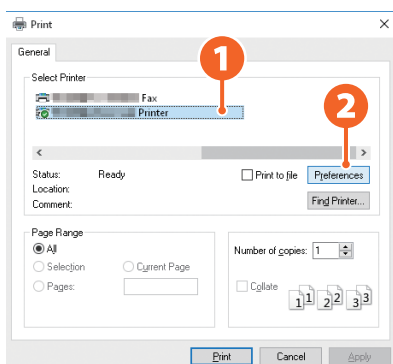 Print
General
1
Select Printer
Fax
Printer
2
Status: Ready
Print to file Preferences
Location:
Comment:
Find Printer...
Page Range
All
Number of copies: 1
Selection Current Page
Pages:
Collate
1 1 2 2 3 3
Print Cancel Apply